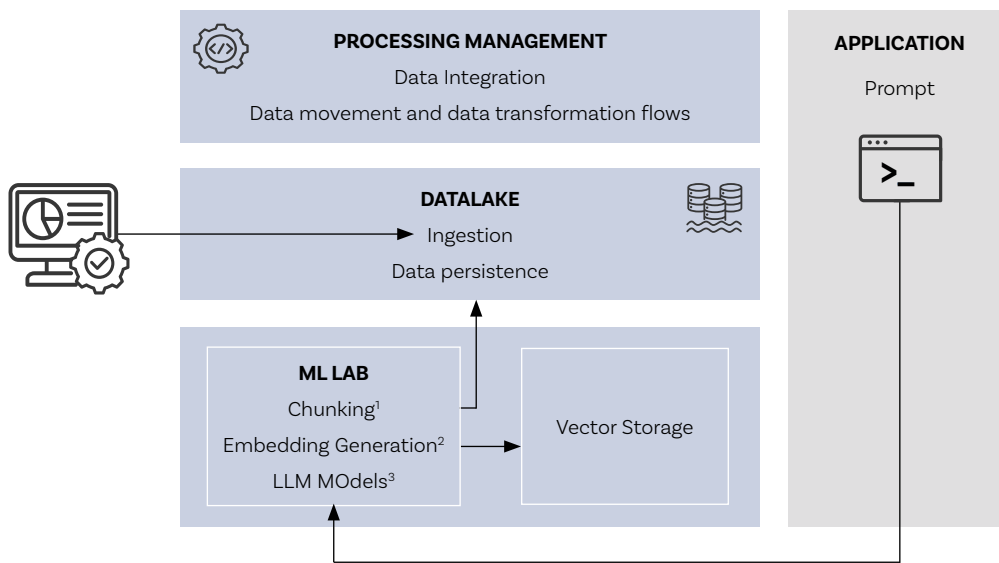 PROCESSING MANAGEMENT
Data Integration
Data movement and data transformation flows
APPLICATION
Prompt
>_
DATALAKE
Ingestion
Data persistence
ML LAB
Chunking¹
Embedding Generation²
LLM MOdels³
Vector Storage